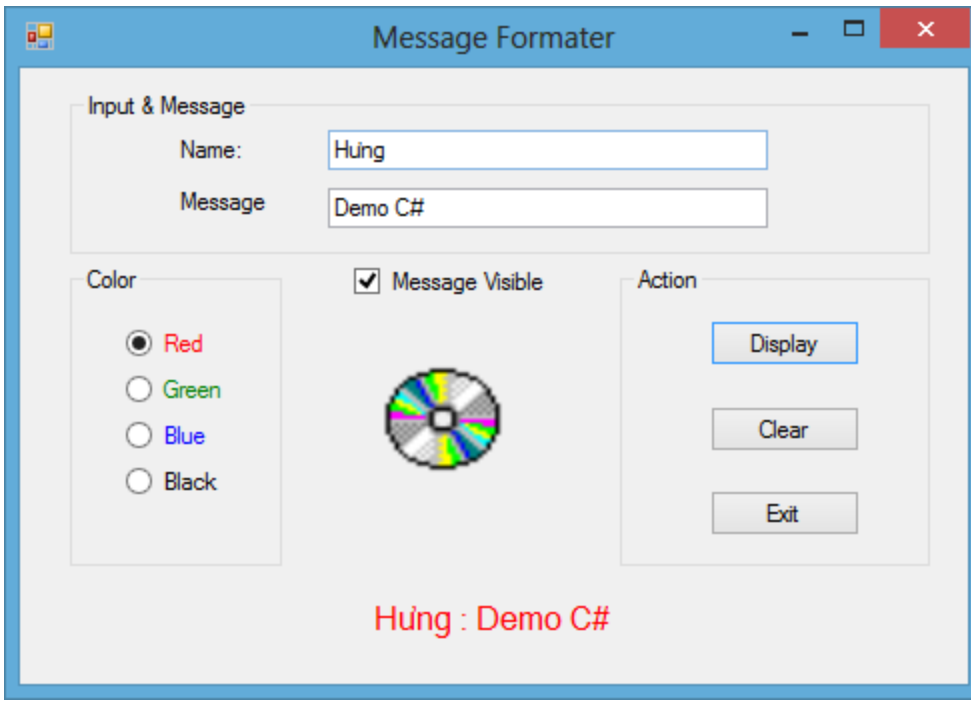 Message Formater
Input & Message
Name:
Hưng
Message
Demo C#
Color
Red
Green
Blue
Black
Message Visible
Action
Display
Clear
Exit
Hưng : Demo C#